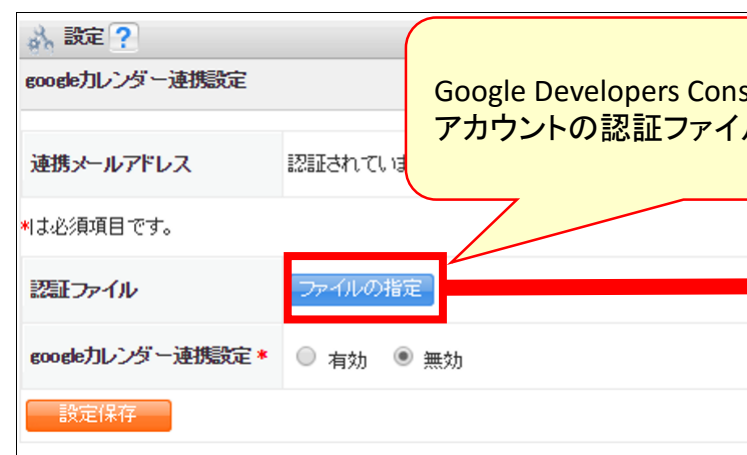 設定 ?
googleカレンダー連携設定
Google Developers Cons
アカウントの認証ファイ
連携メールアドレス 認証されていま
*は必須項目です。
認証ファイル ファイルの指定
googleカレンダー連携設定 * 有効 無効
設定保存